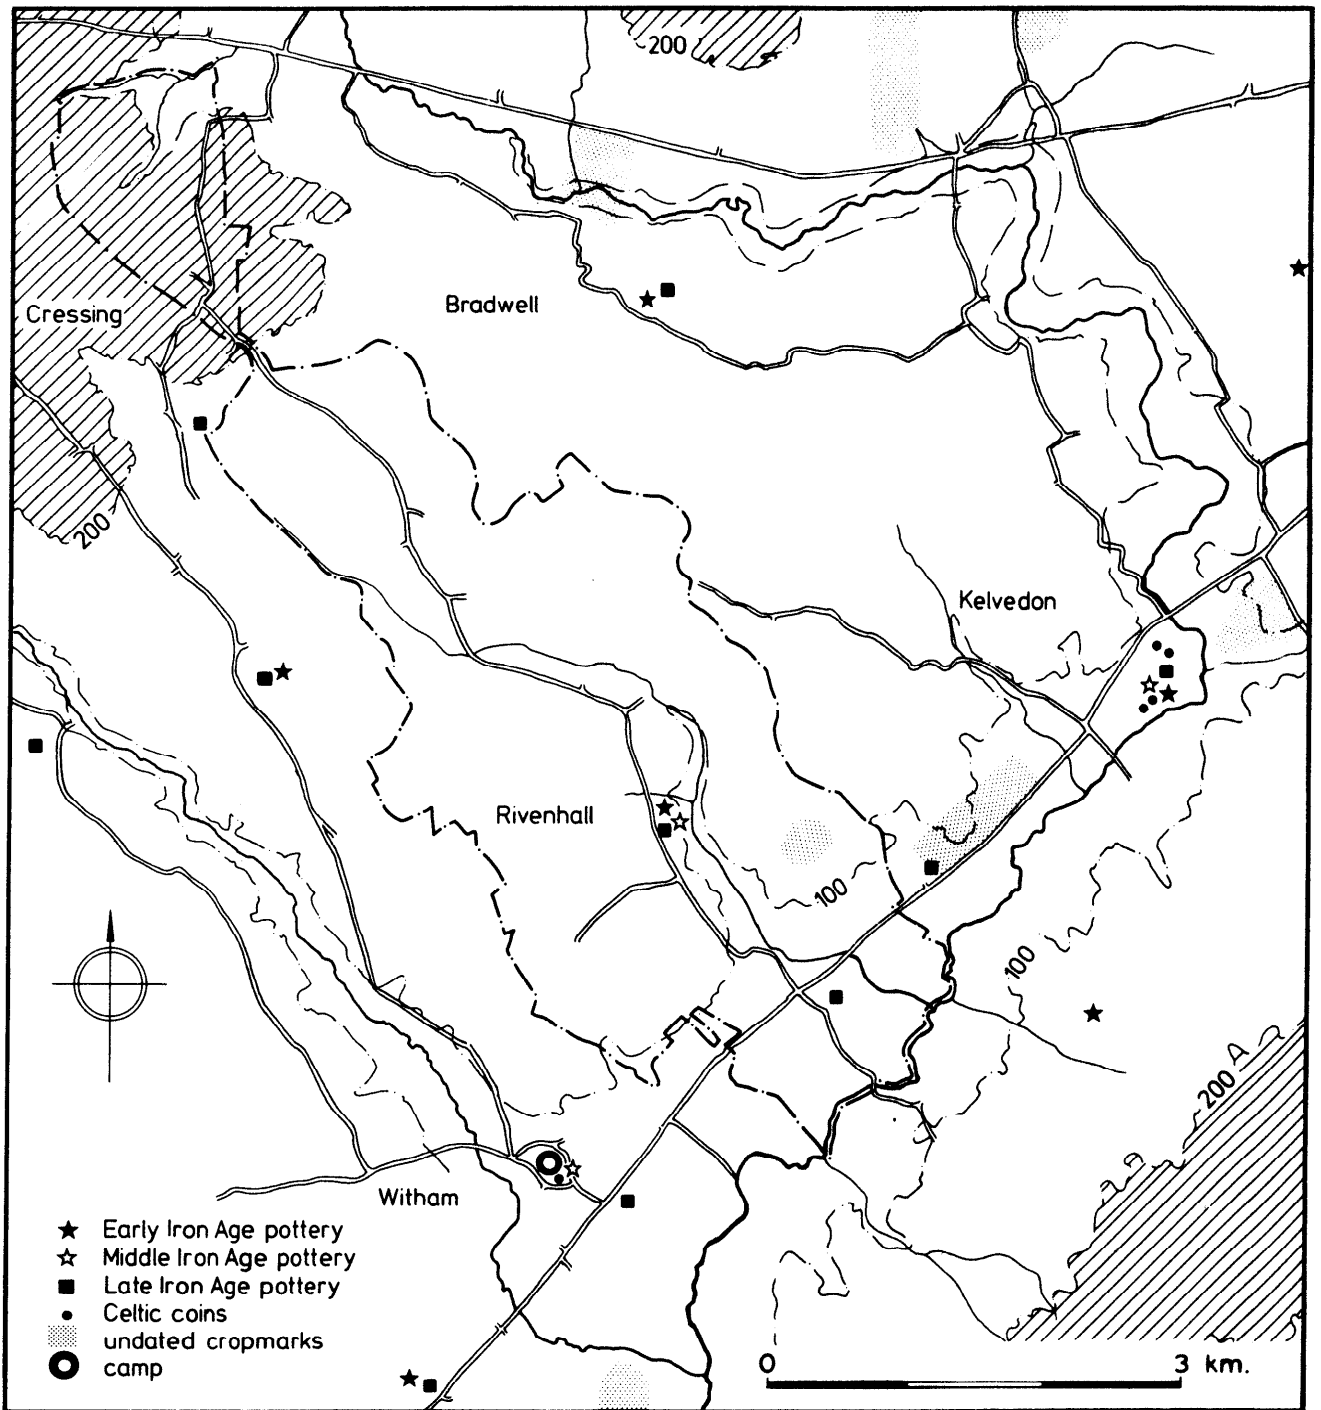 200
Cressing
Bradwell
200
Kelvedon
Rivenhall
100
100
200
Witham
Early Iron Age pottery
Middle Iron Age pottery
Late Iron Age pottery
Celtic coins
undated cropmarks
camp
0 3 km.